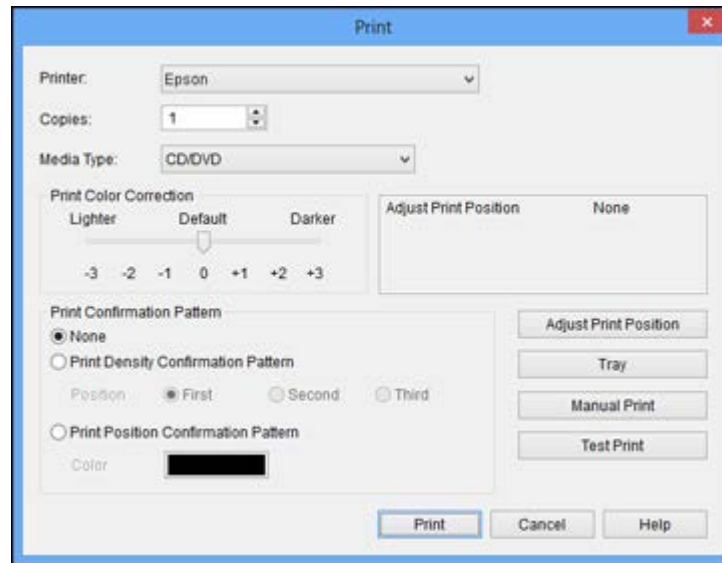 Print
Printer: Epson
Copies: 1
Media Type: CD/DVD
Print Color Correction
Lighter Default Darker
-3 -2 -1 0 +1 +2 +3
Adjust Print Position None
Print Confirmation Pattern
None
Print Density Confirmation Pattern
Position First Second Third
Print Position Confirmation Pattern
Color
Adjust Print Position
Tray
Manual Print
Test Print
Print Cancel Help